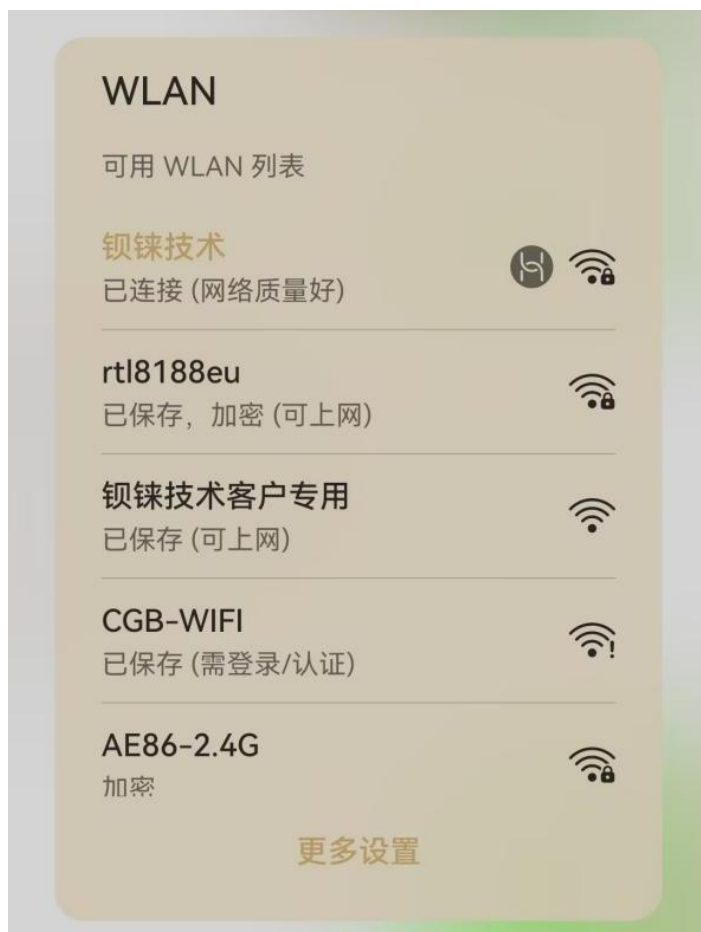 WLAN
可用 WLAN 列表
钡铼技术
已连接 (网络质量好)
rtl8188eu
已保存，加密 (可上网)
钡铼技术客户专用
已保存 (可上网)
CGB-WIFI
已保存 (需登录/认证)
AE86-2.4G
加密
更多设置